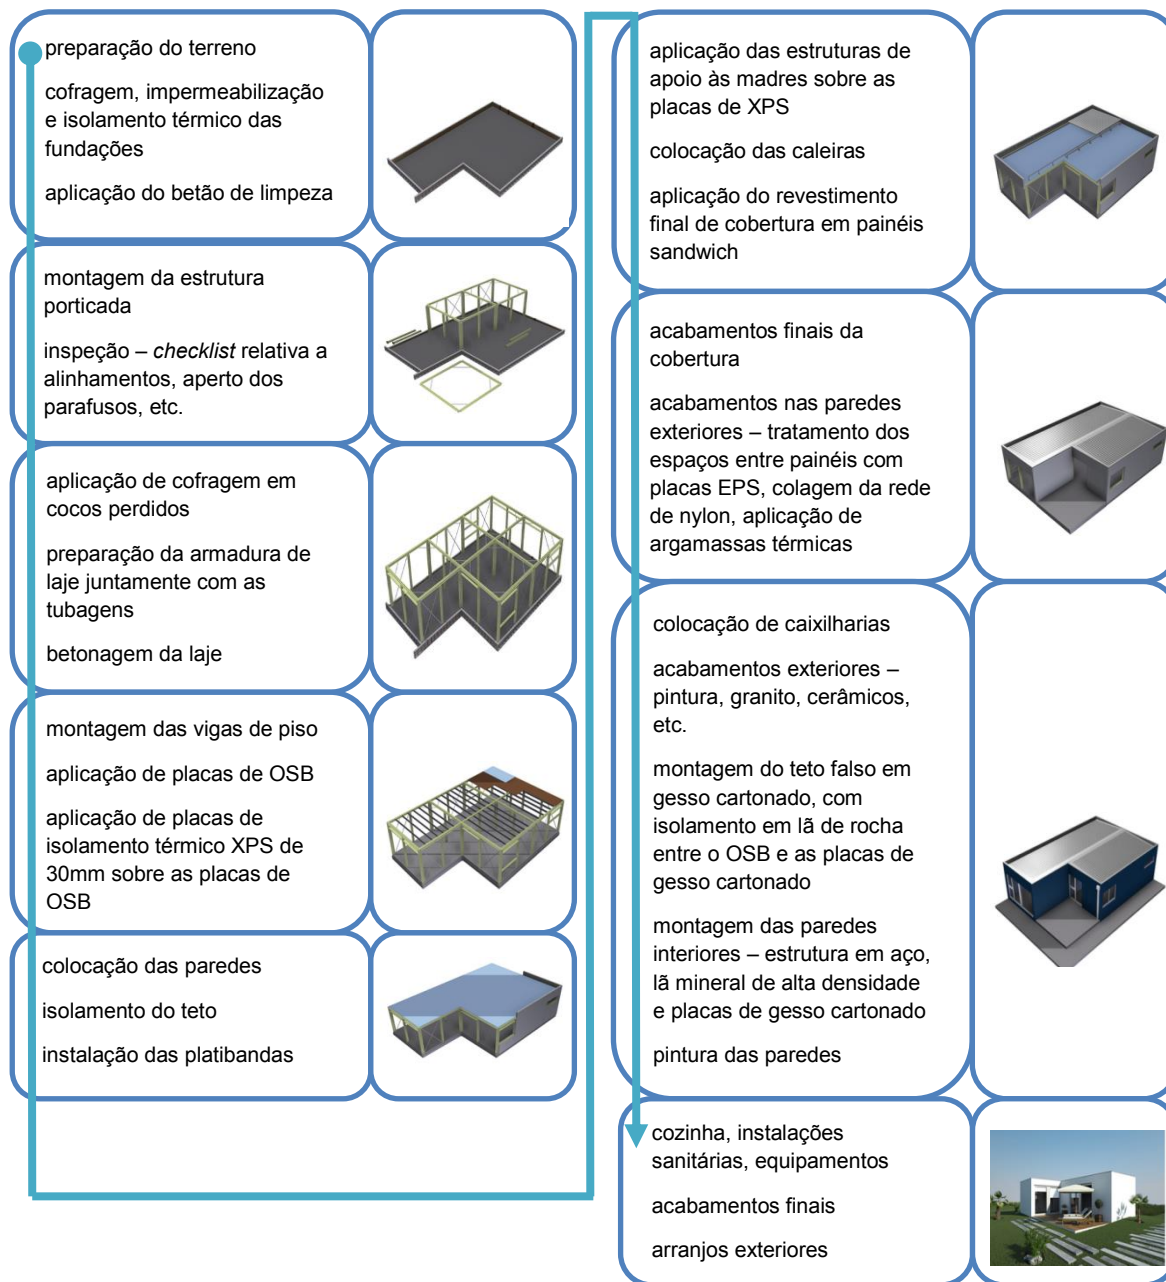 preparação do terreno
cofragem, impermeabilização
e isolamento térmico das
fundações
aplicação do betão de limpeza
montagem da estrutura
porticada
inspeção – checklist relativa a
alinhamentos, aperto dos
parafusos, etc.
aplicação de cofragem em
cocos perdidos
preparação da armadura de
laje juntamente com as
tubagens
betonagem da laje
montagem das vigas de piso
aplicação de placas de OSB
aplicação de placas de
isolamento térmico XPS de
30mm sobre as placas de
OSB
colocação das paredes
isolamento do teto
instalação das platibandas
aplicação das estruturas de
apoio às madres sobre as
placas de XPS
colocação das caleiras
aplicação do revestimento
final de cobertura em painéis
sandwich
acabamentos finais da
cobertura
acabamentos nas paredes
exteriores – tratamento dos
espaços entre painéis com
placas EPS, colagem da rede
de nylon, aplicação de
argamassas térmicas
colocação de caixilharias
acabamentos exteriores –
pintura, granito, cerâmicos,
etc.
montagem do teto falso em
gesso cartonado, com
isolamento em lã de rocha
entre o OSB e as placas de
gesso cartonado
montagem das paredes
interiores – estrutura em aço,
lã mineral de alta densidade
e placas de gesso cartonado
pintura das paredes
cozinha, instalações
sanitárias, equipamentos
acabamentos finais
arranjos exteriores